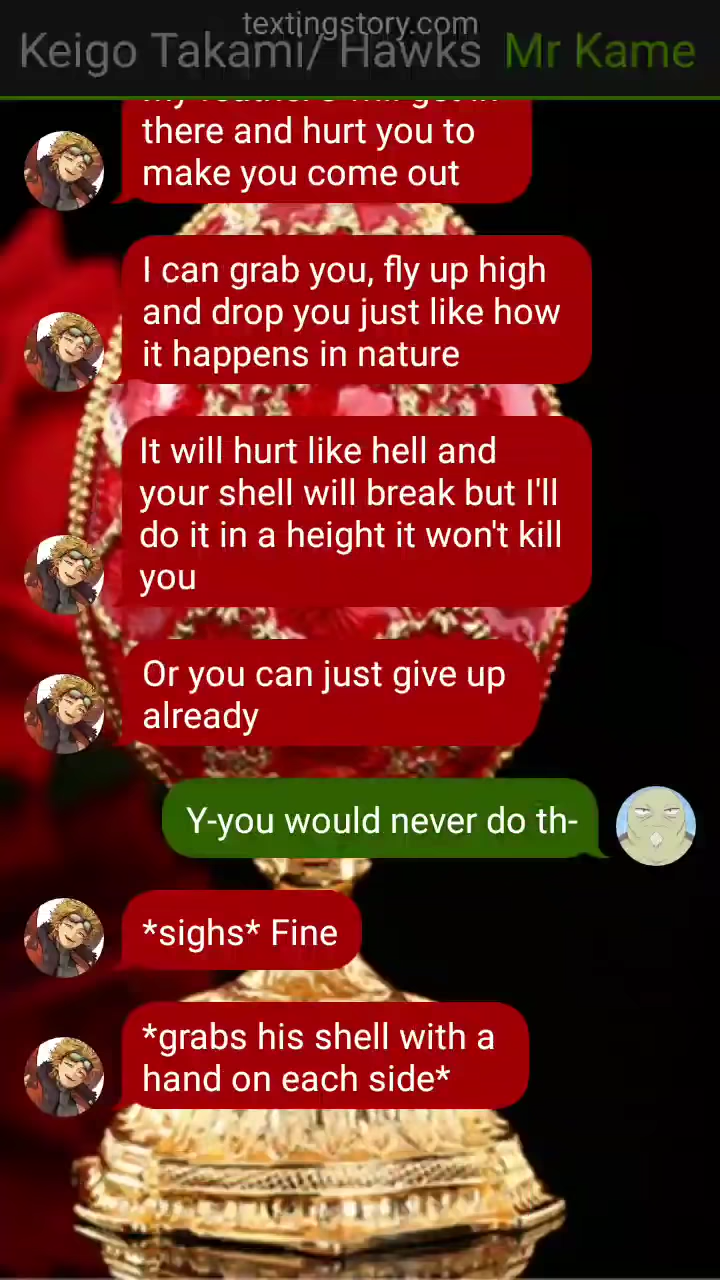 textingstory.com
Keigo Takami/ Hawks Mr Kame
there and hurt you to
make you come out
I can grab you, fly up high
and drop you just like how
it happens in nature
It will hurt like hell and
your shell will break but I'll
do it in a height it won't kill
you
Or you can just give up
already
Y-you would never do th-
*sighs* Fine
*grabs his shell with a
hand on each side*